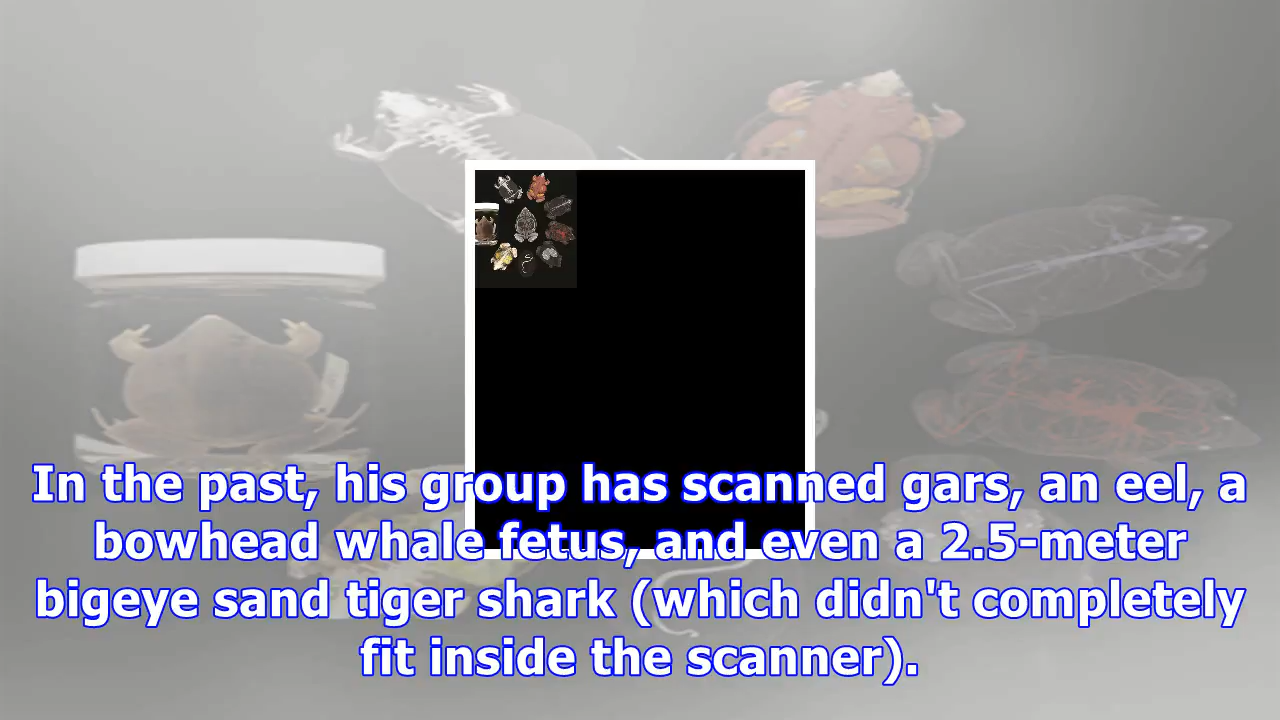 In the past, his group has scanned gars, an eel, a
bowhead whale fetus, and even a 2.5-meter
bigeye sand tiger shark (which didn't completely
fit inside the scanner).